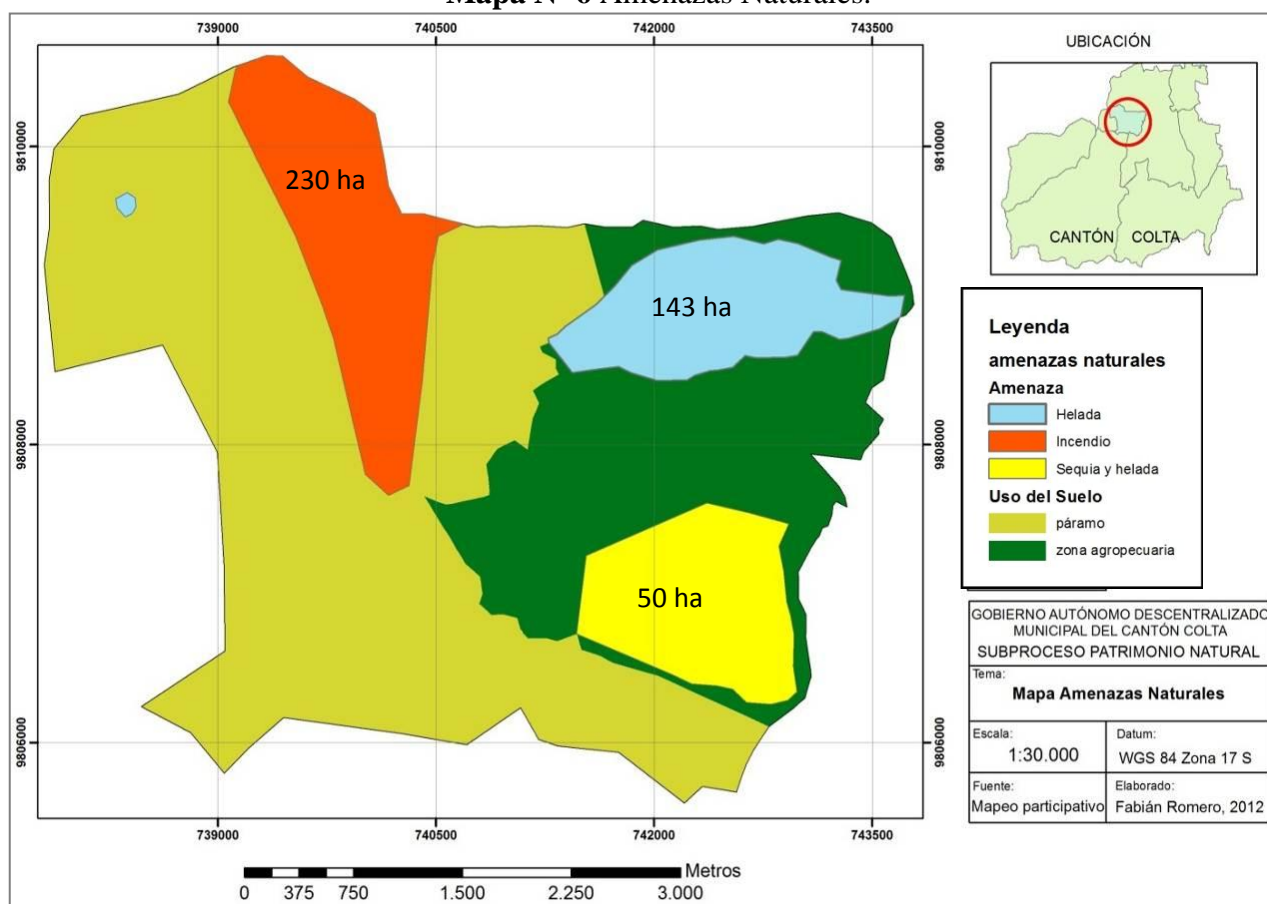 Mapa N° 6 Amenazas Naturales.
739000 740500 742000 743500
9810000 9810000
9808000 9808000
9806000 9806000
230 ha
143 ha
50 ha
739000 740500 742000 743500
Metros
0 375 750 1.500 2.250 3.000
UBICACIÓN
CANTÓN COLTA
Leyenda
amenazas naturales
Amenaza
Helada
Incendio
Sequia y helada
Uso del Suelo
páramo
zona agropecuaria
GOBIERNO AUTÓNOMO DESCENTRALIZADO
MUNICIPAL DEL CANTÓN COLTA
SUBPROCESO PATRIMONIO NATURAL
Tema:
Mapa Amenazas Naturales
Escala:
1:30.000
Datum:
WGS 84 Zona 17 S
Fuente:
Mapeo participativo
Elaborado:
Fabián Romero, 2012